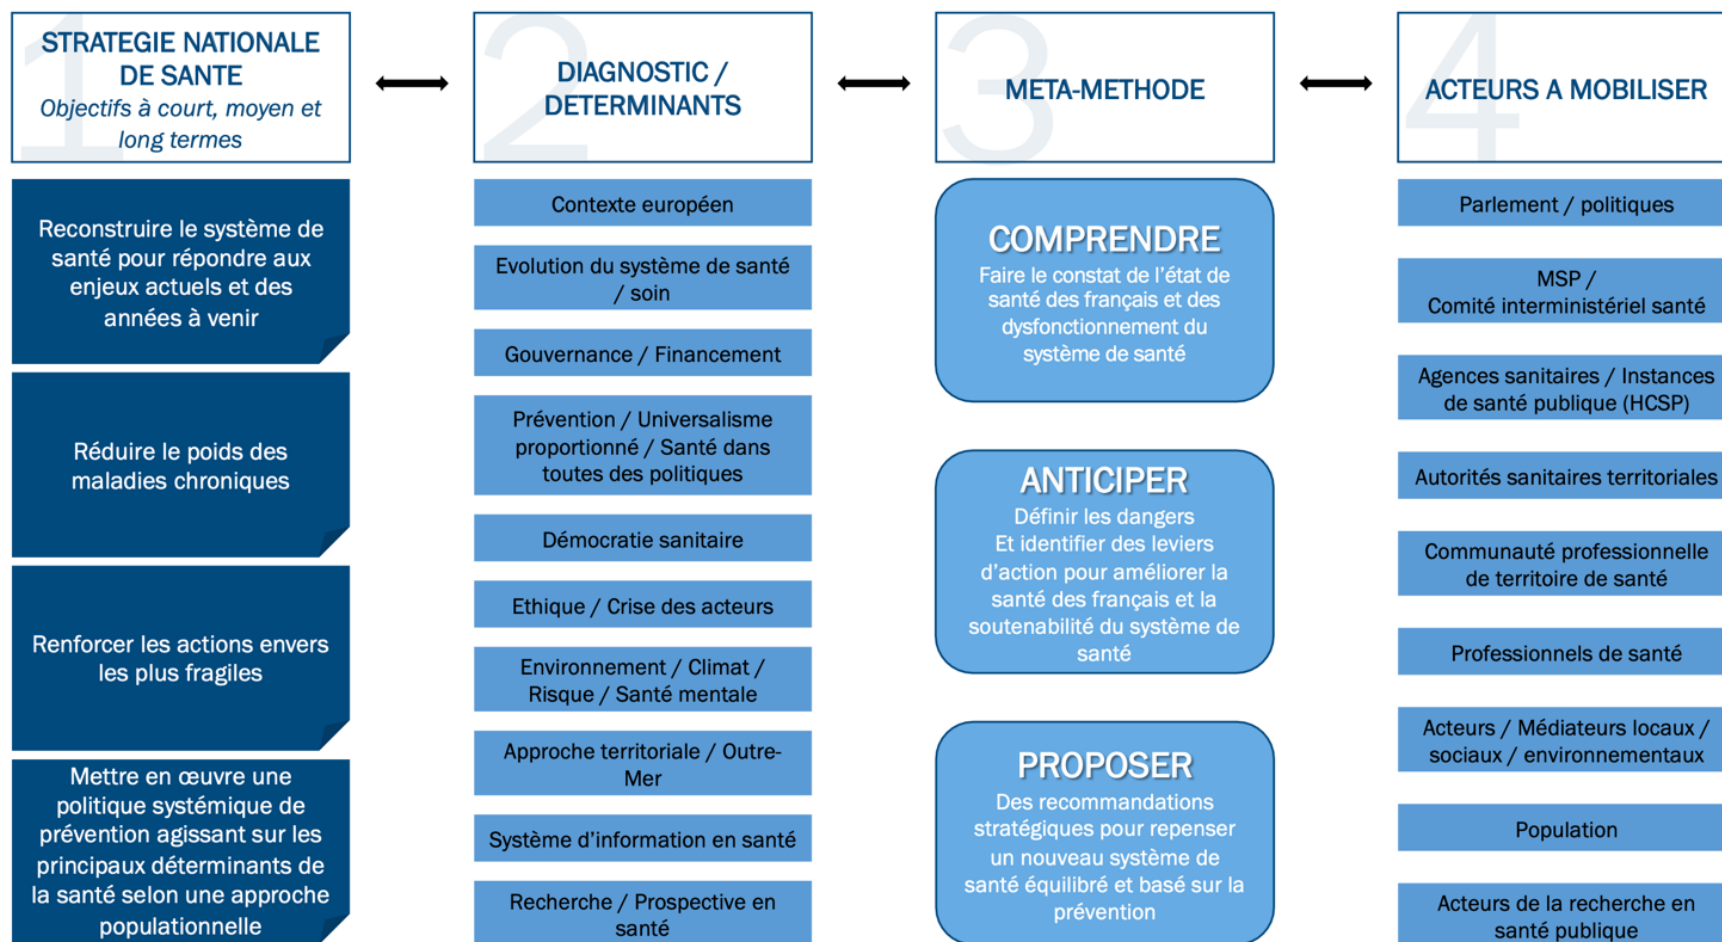 1
STRATEGIE NATIONALE
DE SANTE
Objectifs à court, moyen et
long termes
Reconstruire le système de
santé pour répondre aux
enjeux actuels et des
années à venir
Réduire le poids des
maladies chroniques
Renforcer les actions envers
les plus fragiles
Mettre en œuvre une
politique systémique de
prévention agissant sur les
principaux déterminants de
la santé selon une approche
populationnelle
2
DIAGNOSTIC /
DETERMINANTS
Contexte européen
Evolution du système de santé
/ soin
Gouvernance / Financement
Prévention / Universalisme
proportionné / Santé dans
toutes des politiques
Démocratie sanitaire
Ethique / Crise des acteurs
Environnement / Climat /
Risque / Santé mentale
Approche territoriale / Outre-
Mer
Système d’information en santé
Recherche / Prospective en
santé
3
META-METHODE
COMPRENDRE
Faire le constat de l’état de
santé des français et des
dysfonctionnement du
système de santé
ANTICIPER
Définir les dangers
Et identifier des leviers
d’action pour améliorer la
santé des français et la
soutenabilité du système de
santé
PROPOSER
Des recommandations
stratégiques pour repenser
un nouveau système de
santé équilibré et basé sur la
prévention
4
ACTEURS A MOBILISER
Parlement / politiques
MSP /
Comité interministériel santé
Agences sanitaires / Instances
de santé publique (HCSP)
Autorités sanitaires territoriales
Communauté professionnelle
de territoire de santé
Professionnels de santé
Acteurs / Médiateurs locaux /
sociaux / environnementaux
Population
Acteurs de la recherche en
santé publique